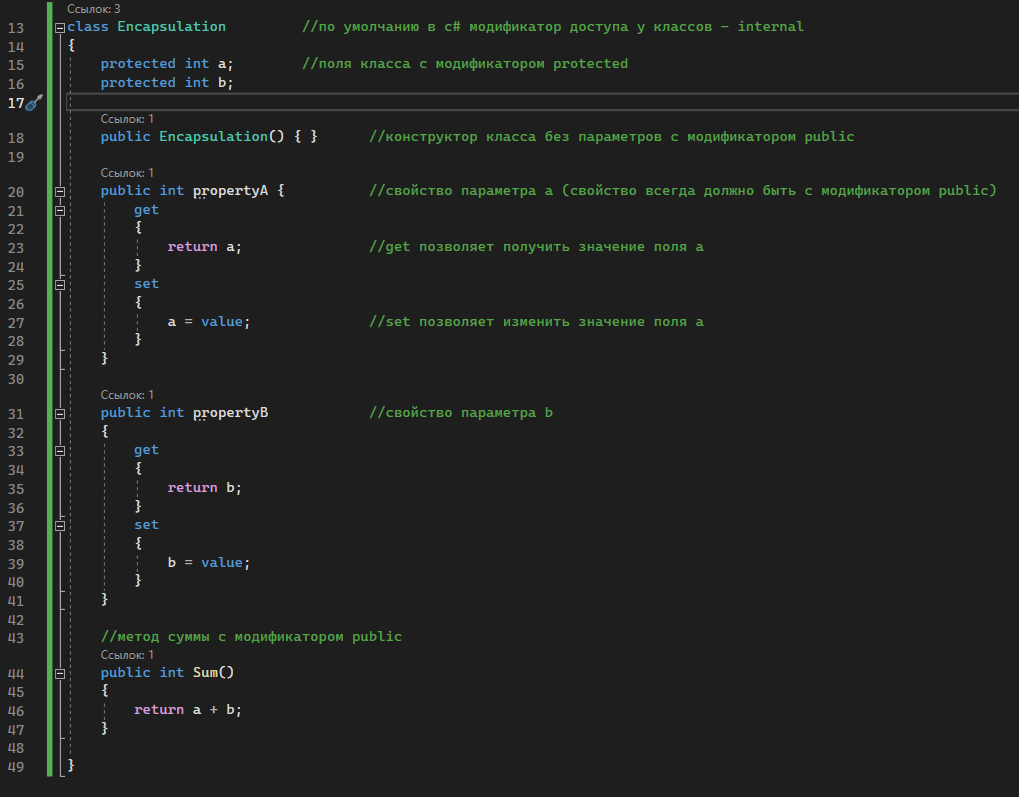 Ссылок: 3
13 class Encapsulation //по умолчанию в c# модификатор доступа у классов - internal
14 {
15 protected int a; //поля класса с модификатором protected
16 protected int b;
17
Ссылок: 1
18 public Encapsulation() { } //конструктор класса без параметров с модификатором public
19
Ссылок: 1
20 public int propertyA { //свойство параметра a (свойство всегда должно быть с модификатором public)
21 get
22 {
23 return a; //get позволяет получить значение поля a
24 }
25 set
26 {
27 a = value; //set позволяет изменить значение поля a
28 }
29 }
30
Ссылок: 1
31 public int propertyB //свойство параметра b
32 {
33 get
34 {
35 return b;
36 }
37 set
38 {
39 b = value;
40 }
41 }
42
43 //метод суммы с модификатором public
Ссылок: 1
44 public int Sum()
45 {
46 return a + b;
47 }
48
49 }